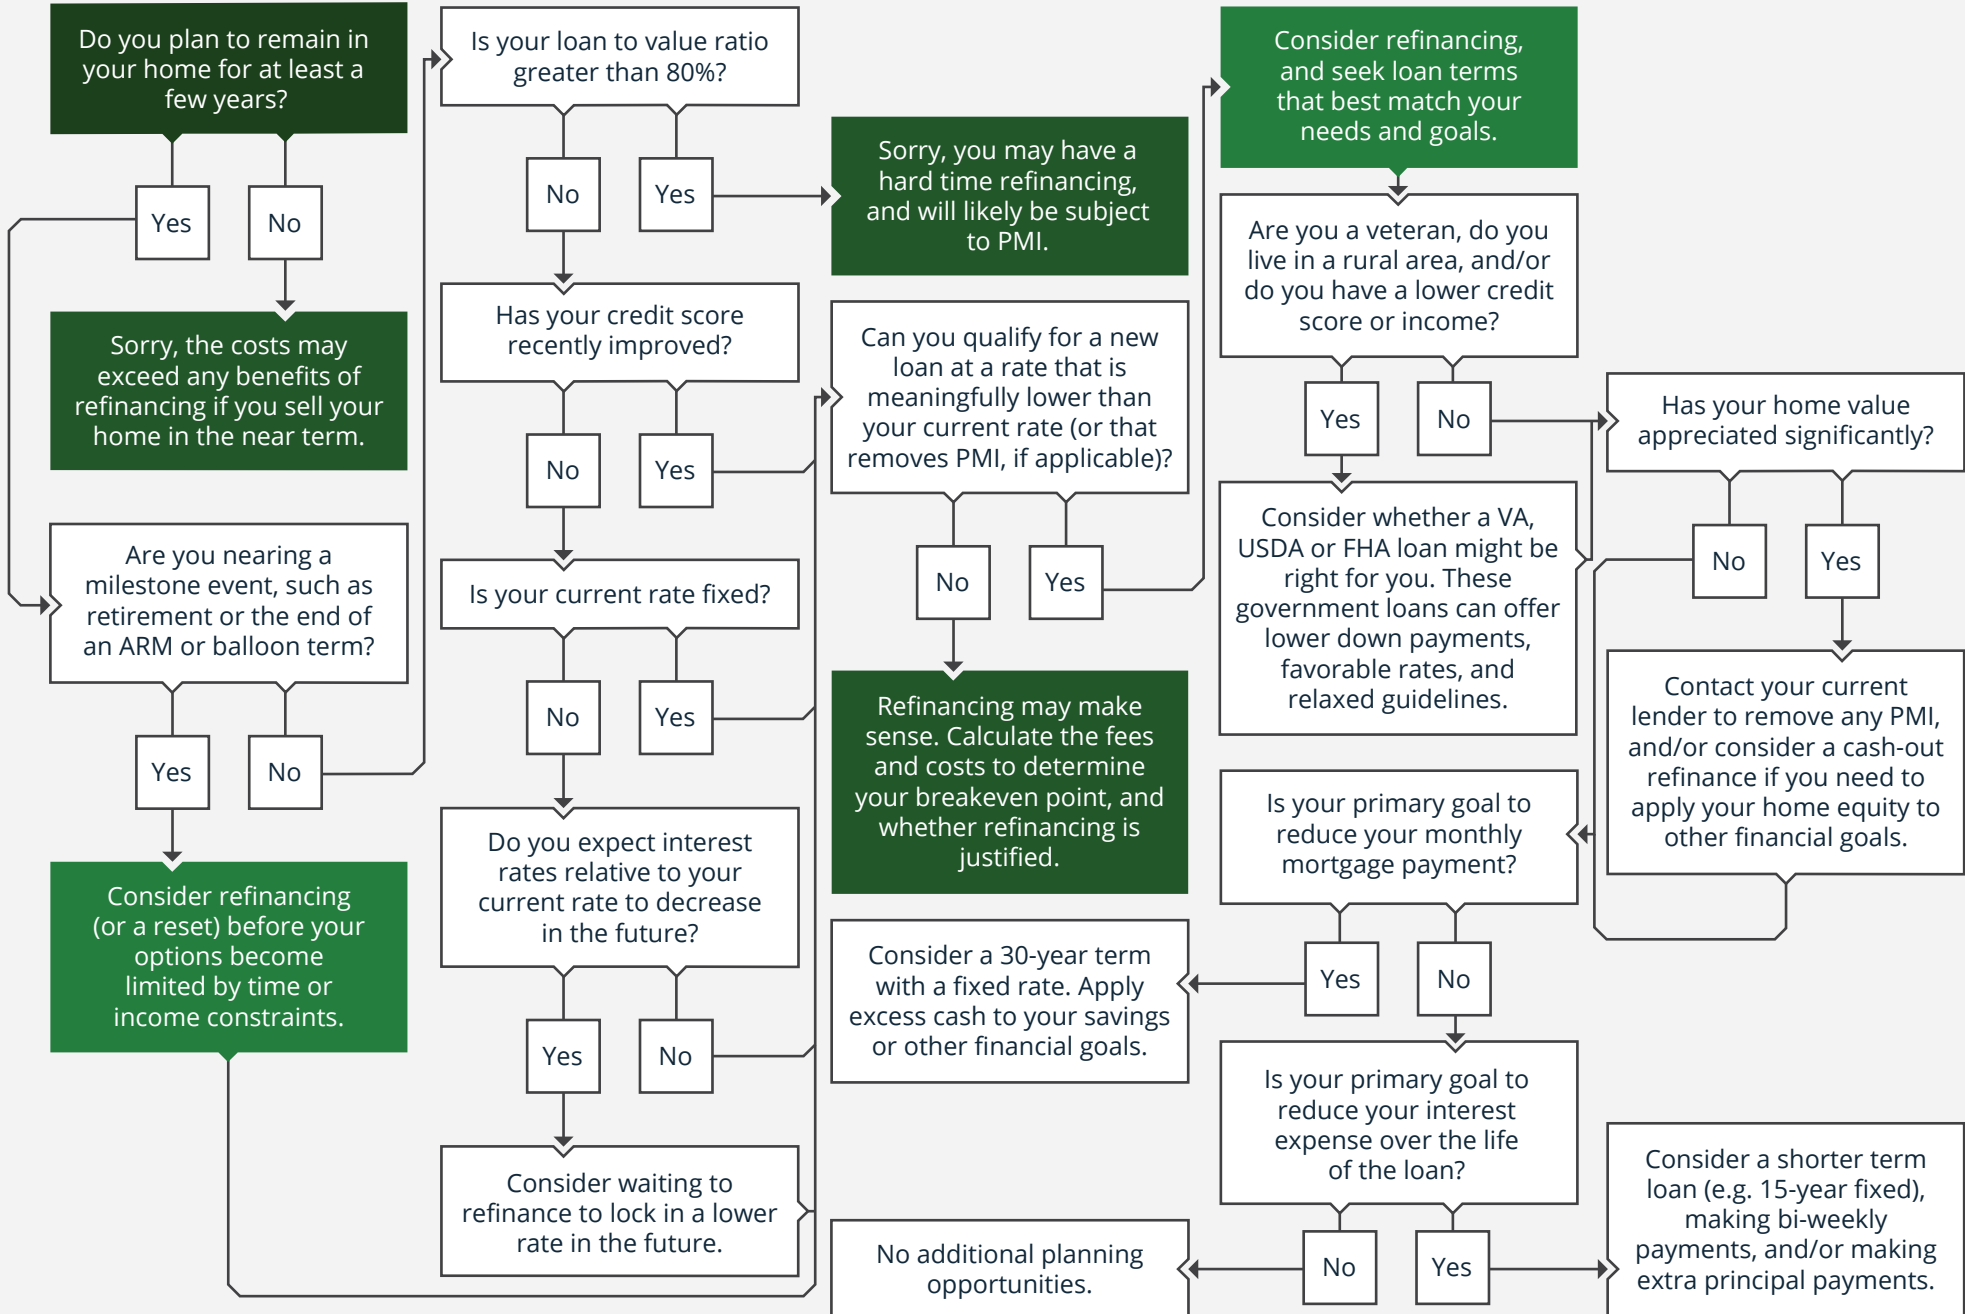 Do you plan to remain in
your home for at least a
few years?
Yes
No
Sorry, the costs may
exceed any benefits of
refinancing if you sell your
home in the near term.
Are you nearing a
milestone event, such as
retirement or the end of
an ARM or balloon term?
Yes
No
Consider refinancing
(or a reset) before your
options become
limited by time or
income constraints.
Is your loan to value ratio
greater than 80%?
No
Yes
Sorry, you may have a
hard time refinancing,
and will likely be subject
to PMI.
Has your credit score
recently improved?
No
Yes
Is your current rate fixed?
No
Yes
Do you expect interest
rates relative to your
current rate to decrease
in the future?
Yes
No
Consider waiting to
refinance to lock in a lower
rate in the future.
Can you qualify for a new
loan at a rate that is
meaningfully lower than
your current rate (or that
removes PMI, if applicable)?
No
Yes
Refinancing may make
sense. Calculate the fees
and costs to determine
your breakeven point, and
whether refinancing is
justified.
Consider refinancing,
and seek loan terms
that best match your
needs and goals.
Are you a veteran, do you
live in a rural area, and/or
do you have a lower credit
score or income?
Yes
No
Consider whether a VA,
USDA or FHA loan might be
right for you. These
government loans can offer
lower down payments,
favorable rates, and
relaxed guidelines.
Has your home value
appreciated significantly?
No
Yes
Contact your current
lender to remove any PMI,
and/or consider a cash-out
refinance if you need to
apply your home equity to
other financial goals.
Is your primary goal to
reduce your monthly
mortgage payment?
Yes
No
Consider a 30-year term
with a fixed rate. Apply
excess cash to your savings
or other financial goals.
Is your primary goal to
reduce your interest
expense over the life
of the loan?
No
Yes
No additional planning
opportunities.
Consider a shorter term
loan (e.g. 15-year fixed),
making bi-weekly
payments, and/or making
extra principal payments.